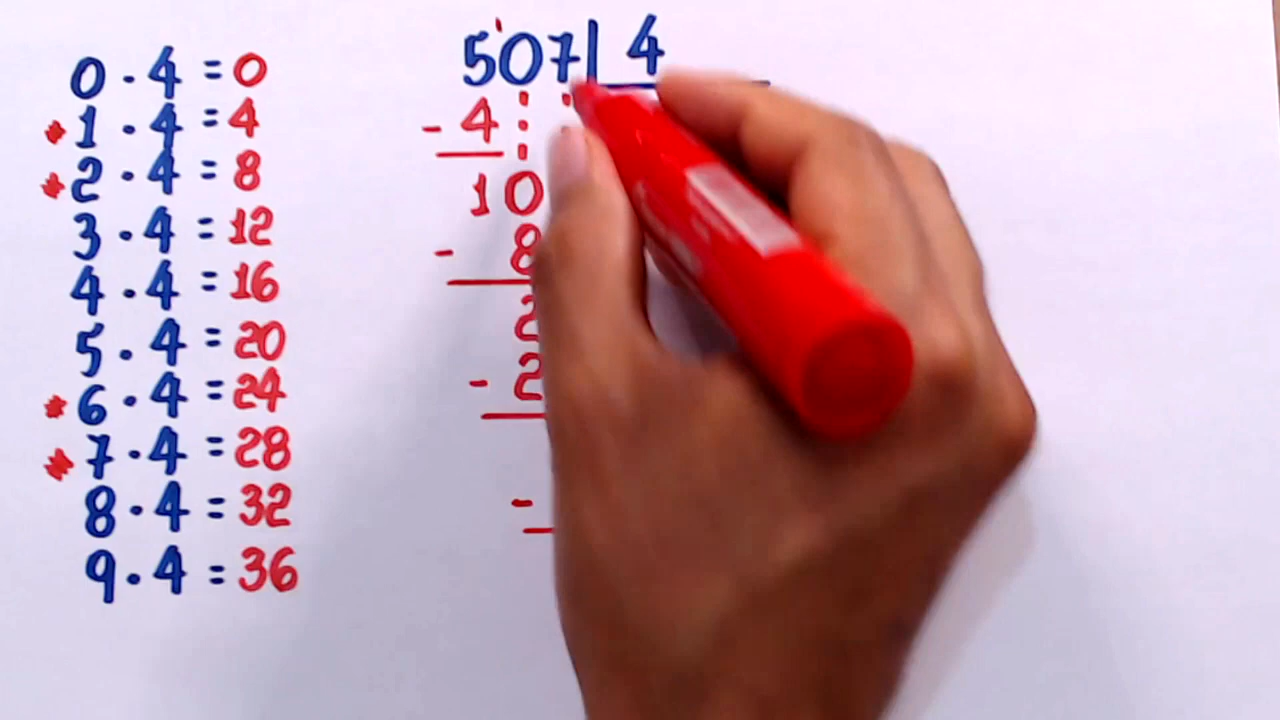 0 · 4 = 0
* 1 · 4 = 4
* 2 · 4 = 8
3 · 4 = 12
4 · 4 = 16
5 · 4 = 20
* 6 · 4 = 24
* 7 · 4 = 28
8 · 4 = 32
9 · 4 = 36
507 | 4
- 4
10
- 8
2
- 2
-